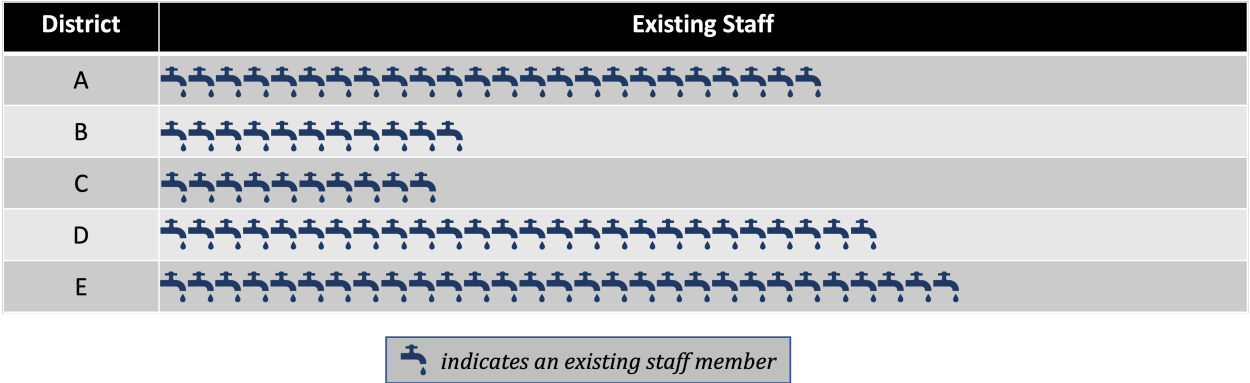 District Existing Staff
A
B
C
D
E
indicates an existing staff member